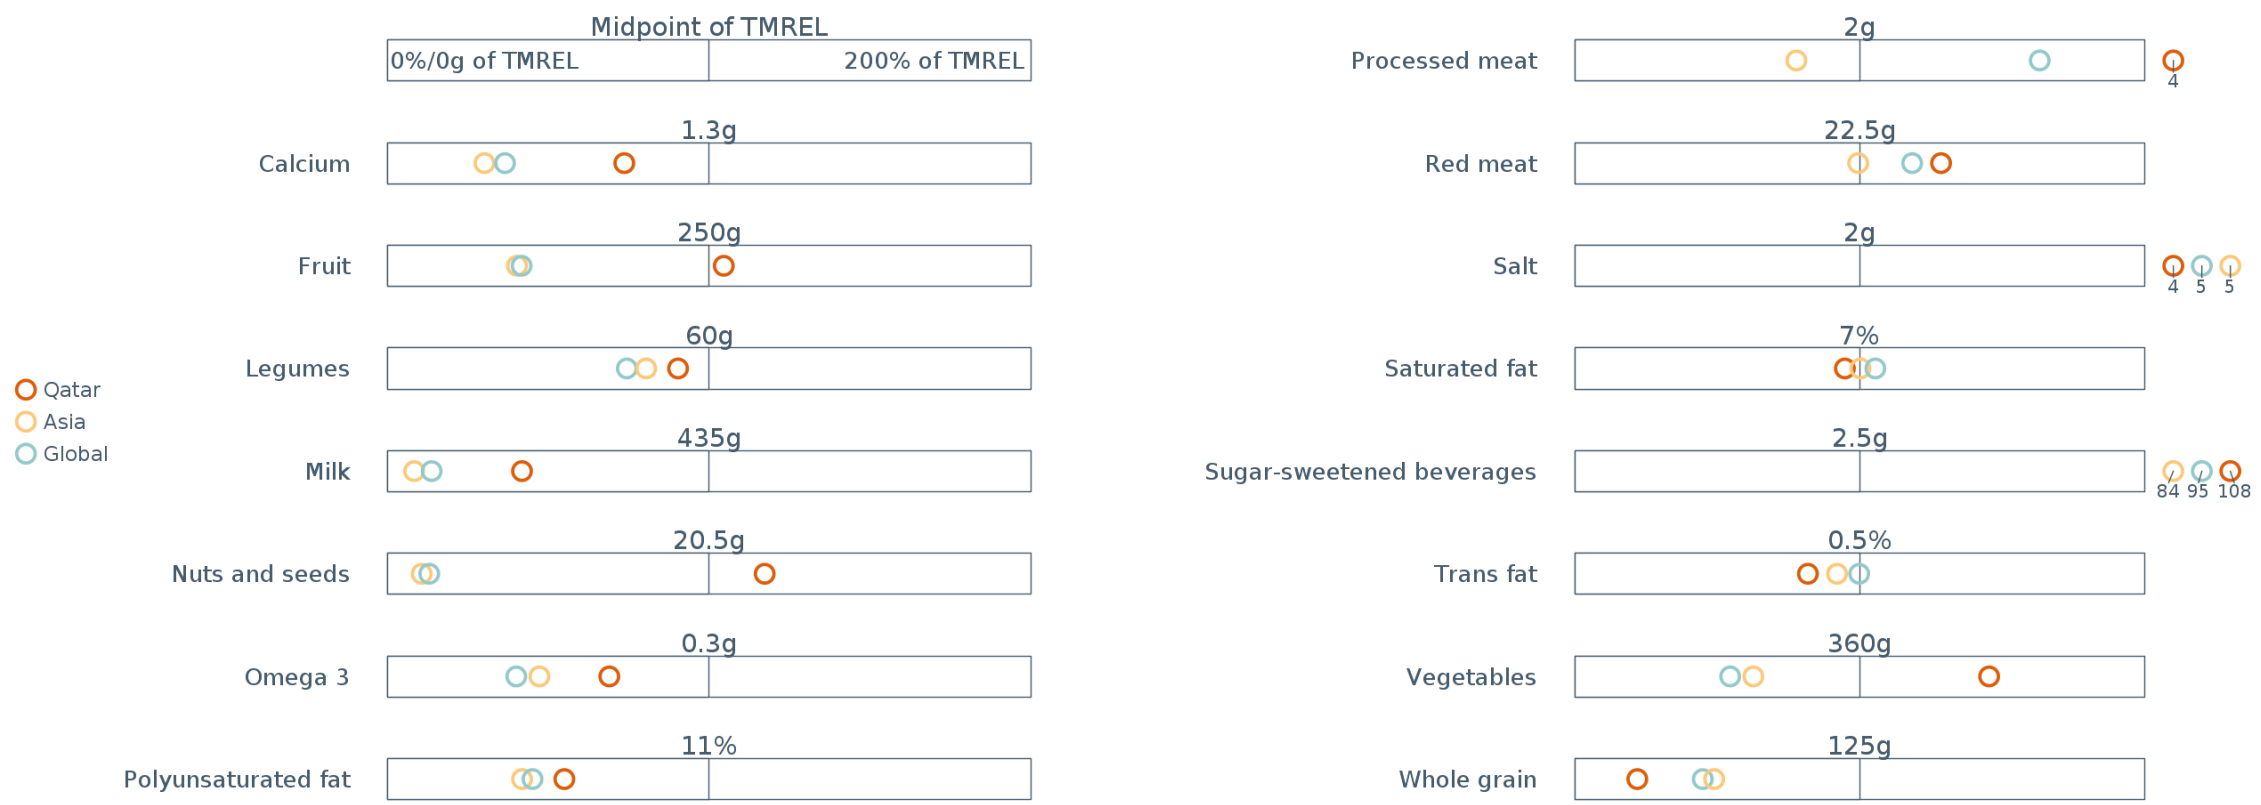 Midpoint of TMREL
0%/0g of TMREL 200% of TMREL
1.3g
Calcium
250g
Fruit
60g
Legumes
435g
Milk
20.5g
Nuts and seeds
0.3g
Omega 3
11%
Polyunsaturated fat
Qatar
Asia
Global
2g
Processed meat
4
22.5g
Red meat
2g
Salt
4 5 5
7%
Saturated fat
2.5g
Sugar-sweetened beverages
84 95 108
0.5%
Trans fat
360g
Vegetables
125g
Whole grain